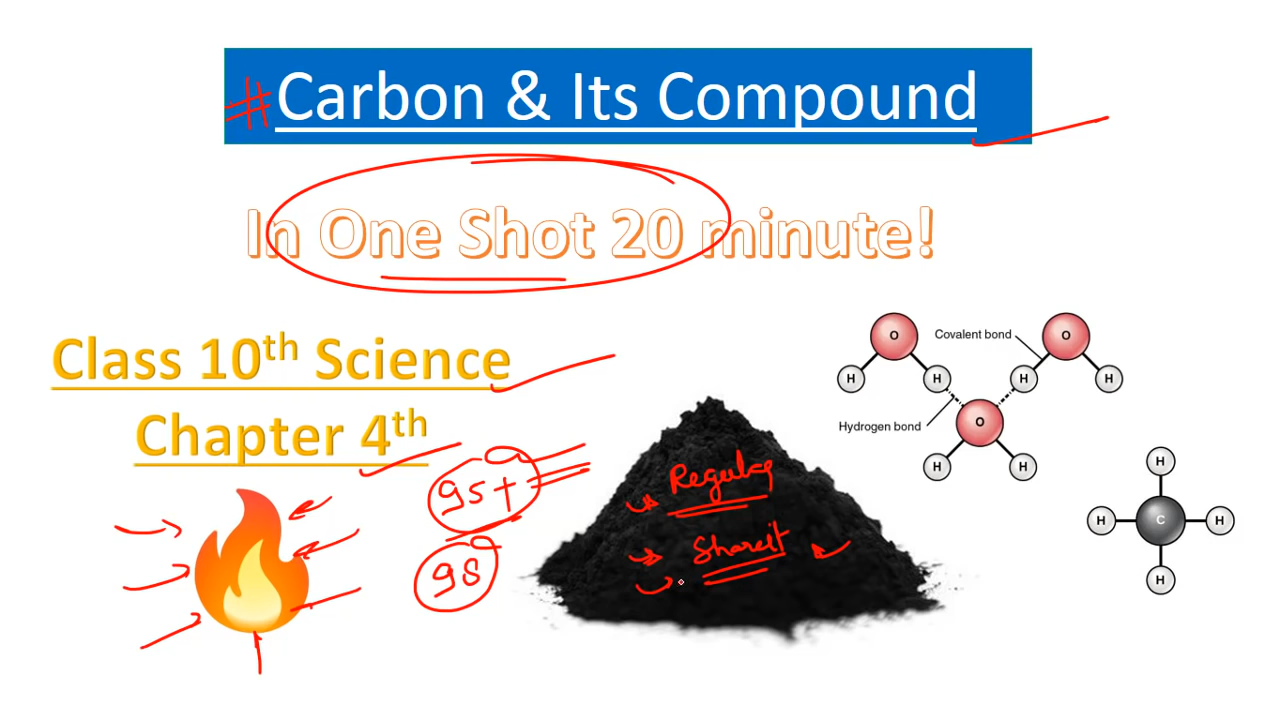 # Carbon & Its Compound
In One Shot 20 minute!
Class 10th Science
Chapter 4th
95+
98
Regular
Shareit
Covalent bond
Hydrogen bond
O
O
H
H
H
H
O
H
H
H
H
C
H
H